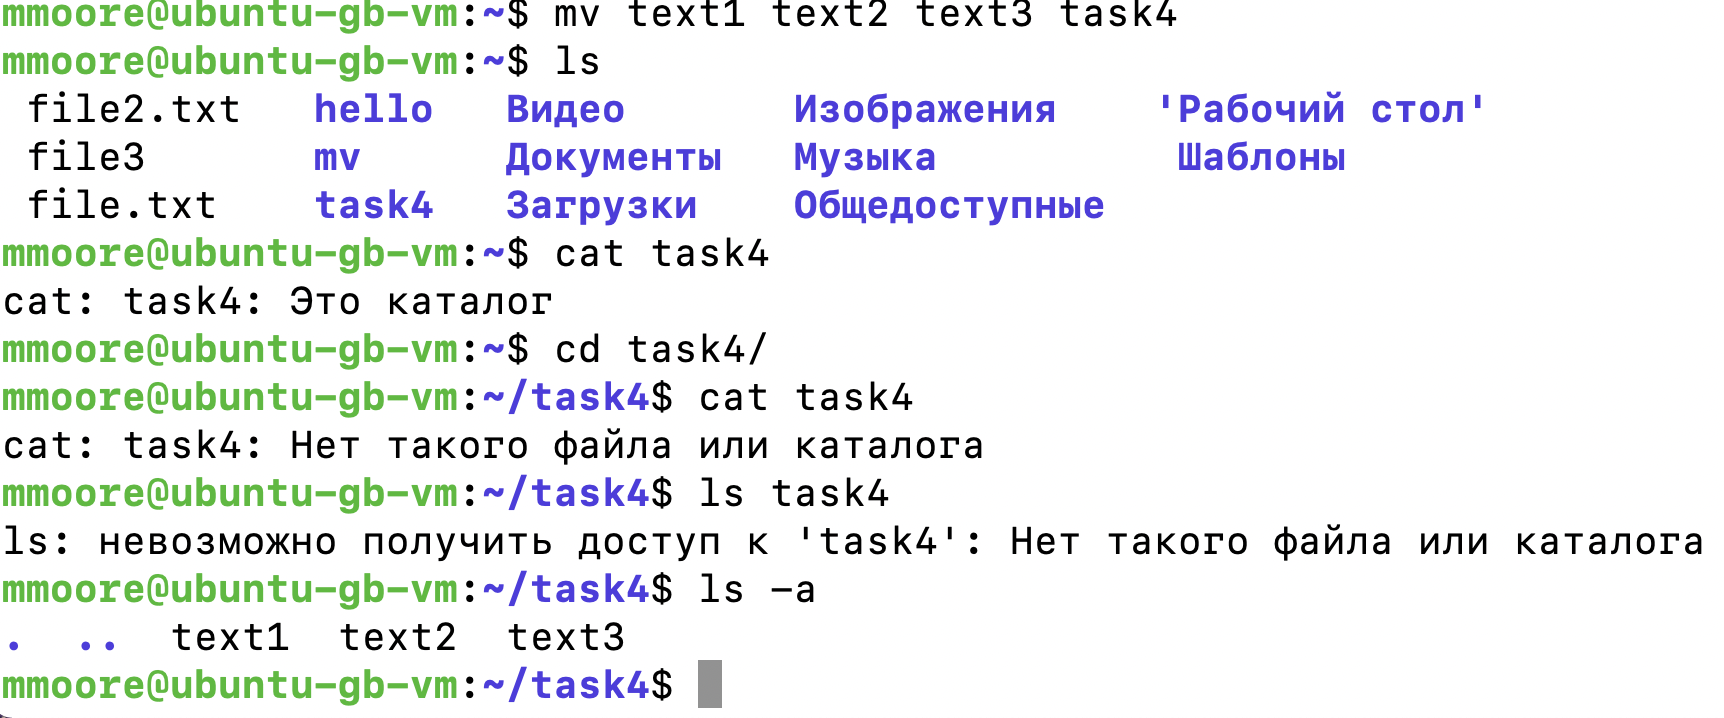 mmoore@ubuntu-gb-vm:~$ mv text1 text2 text3 task4
mmoore@ubuntu-gb-vm:~$ ls
file2.txt hello Видео Изображения 'Рабочий стол'
file3 mv Документы Музыка Шаблоны
file.txt task4 Загрузки Общедоступные
mmoore@ubuntu-gb-vm:~$ cat task4
cat: task4: Это каталог
mmoore@ubuntu-gb-vm:~$ cd task4/
mmoore@ubuntu-gb-vm:~/task4$ cat task4
cat: task4: Нет такого файла или каталога
mmoore@ubuntu-gb-vm:~/task4$ ls task4
ls: невозможно получить доступ к 'task4': Нет такого файла или каталога
mmoore@ubuntu-gb-vm:~/task4$ ls -a
. .. text1 text2 text3
mmoore@ubuntu-gb-vm:~/task4$